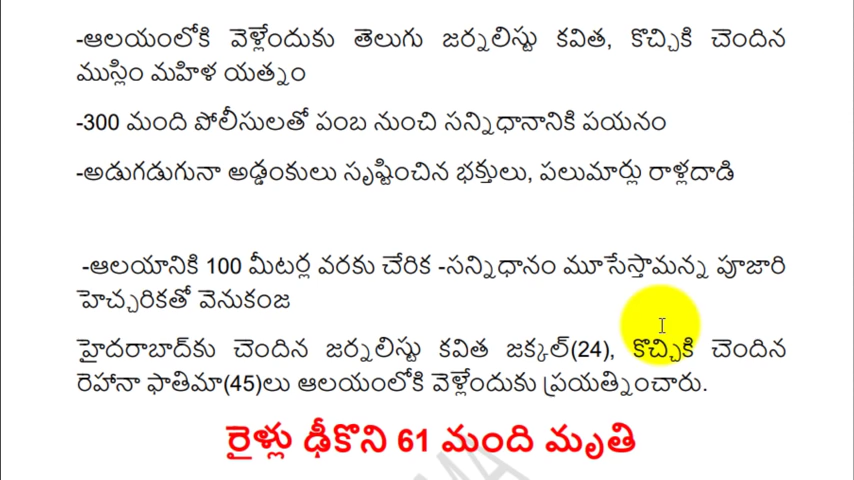 -ఆలయంలోకి వెళ్లేందుకు తెలుగు జర్నలిస్టు కవిత, కొచ్చికి చెందిన
ముస్లిం మహిళ యత్నం
-300 మంది పోలీసులతో పంబ నుంచి సన్నిధానానికి పయనం
-అడుగడుగునా అడ్డంకులు సృష్టించిన భక్తులు, పలుమార్లు రాళ్లదాడి
-ఆలయానికి 100 మీటర్ల వరకు చేరిక -సన్నిధానం మూసేస్తామన్న పూజారి
హెచ్చరికతో వెనుకంజ
హైదరాబాద్‌కు చెందిన జర్నలిస్టు కవిత జక్కల్(24), కొచ్చికి చెందిన
రెహానా ఫాతిమా(45)లు ఆలయంలోకి వెళ్లేందుకు ప్రయత్నించారు.
రైళ్లు ఢీకొని 61 మంది మృతి